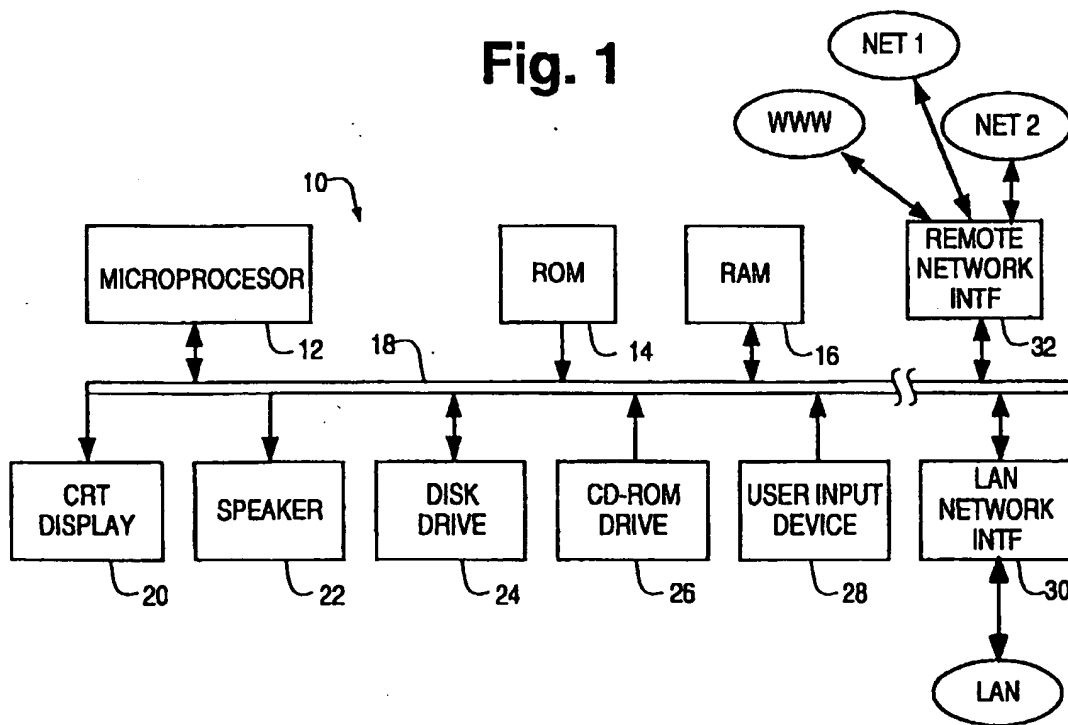 Fig. 1
NET 1
WWW
NET 2
10
MICROPROCESOR
ROM
RAM
REMOTE
NETWORK
INTF
12
18
14
16
32
CRT
DISPLAY
SPEAKER
DISK
DRIVE
CD-ROM
DRIVE
USER INPUT
DEVICE
LAN
NETWORK
INTF
20
22
24
26
28
30
LAN